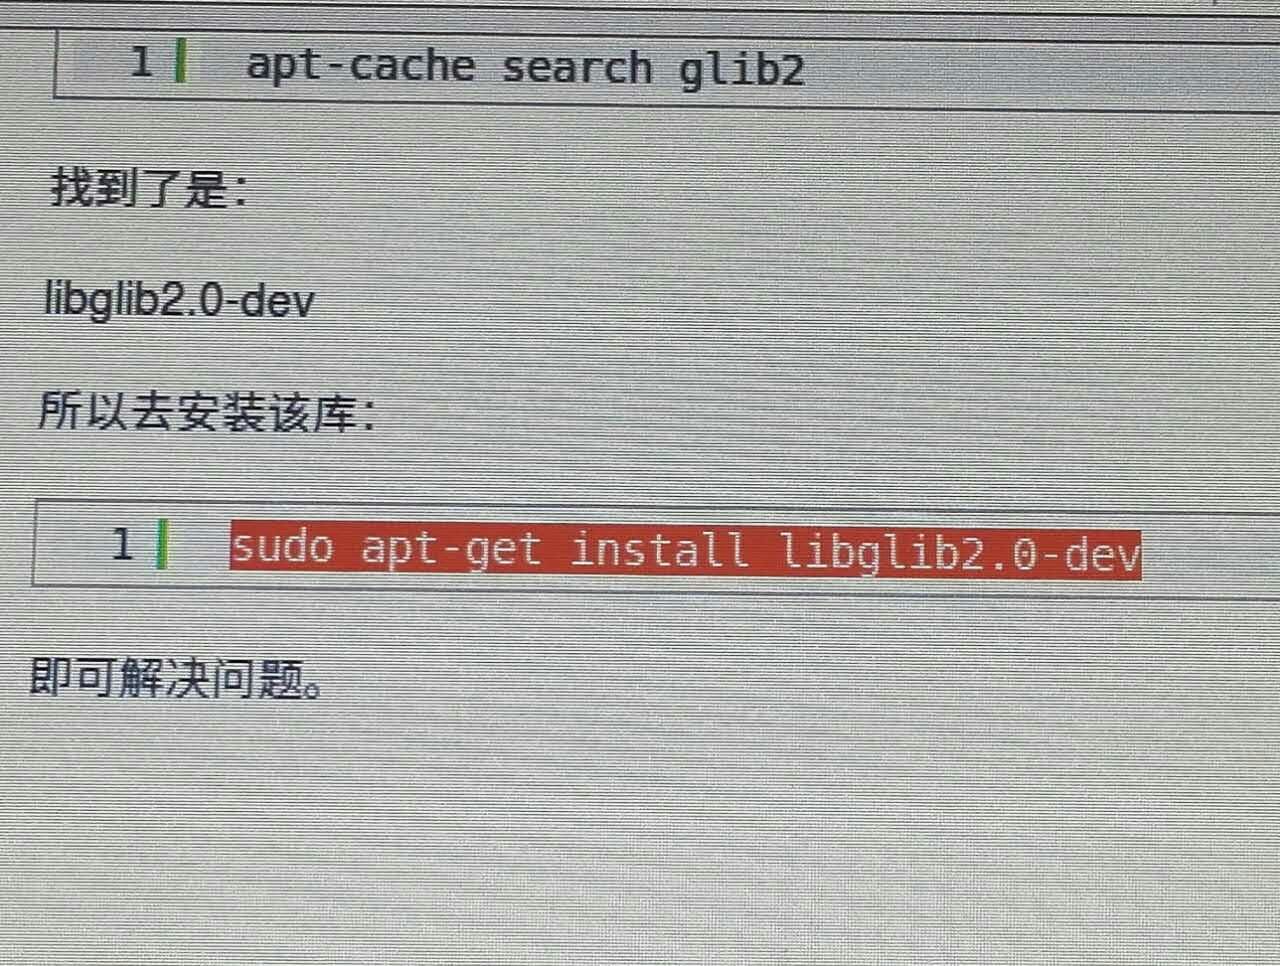 1 apt-cache search glib2
找到了是：
libglib2.0-dev
所以去安装该库：
1 sudo apt-get install libglib2.0-dev
即可解决问题。